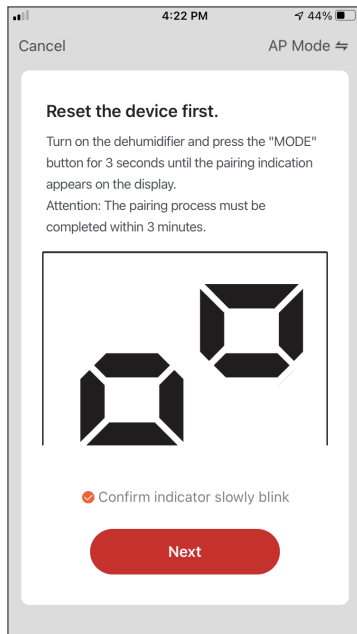 4:22 PM 44%
Cancel AP Mode
Reset the device first.
Turn on the dehumidifier and press the "MODE"
button for 3 seconds until the pairing indication
appears on the display.
Attention: The pairing process must be
completed within 3 minutes.
Confirm indicator slowly blink
Next